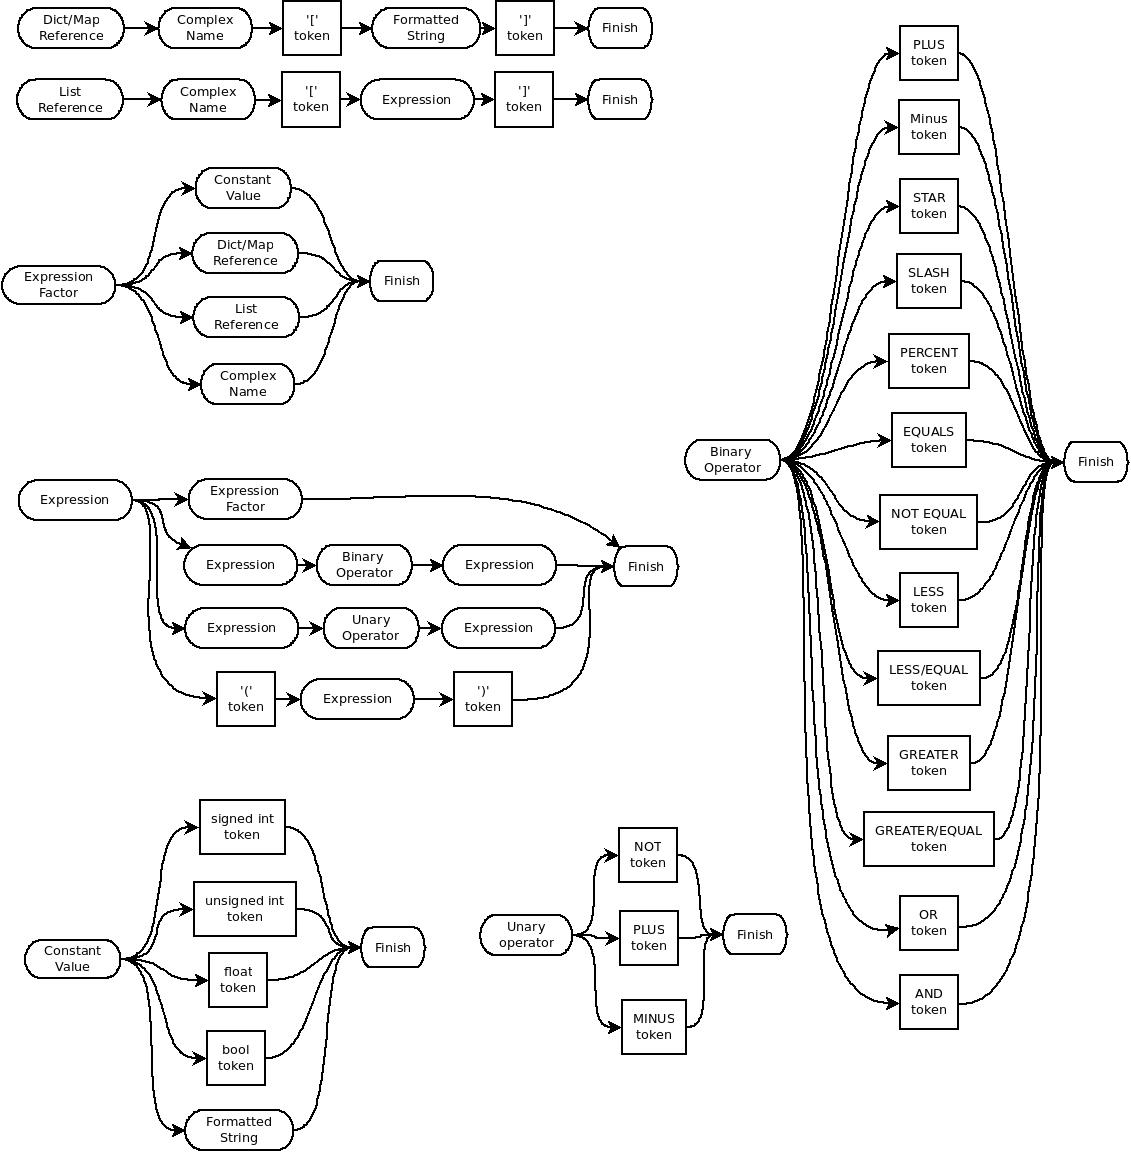 Dict/Map
Reference
Complex
Name
'['
token
Formatted
String
']'
token
Finish
List
Reference
Complex
Name
'['
token
Expression
']'
token
Finish
Expression
Factor
Constant
Value
Dict/Map
Reference
List
Reference
Complex
Name
Finish
Expression
Expression
Factor
Expression
Binary
Operator
Expression
Expression
Unary
Operator
Expression
'('
token
Expression
')'
token
Finish
Constant
Value
signed int
token
unsigned int
token
float
token
bool
token
Formatted
String
Finish
Unary
operator
NOT
token
PLUS
token
MINUS
token
Finish
Binary
Operator
PLUS
token
Minus
token
STAR
token
SLASH
token
PERCENT
token
EQUALS
token
NOT EQUAL
token
LESS
token
LESS/EQUAL
token
GREATER
token
GREATER/EQUAL
token
OR
token
AND
token
Finish